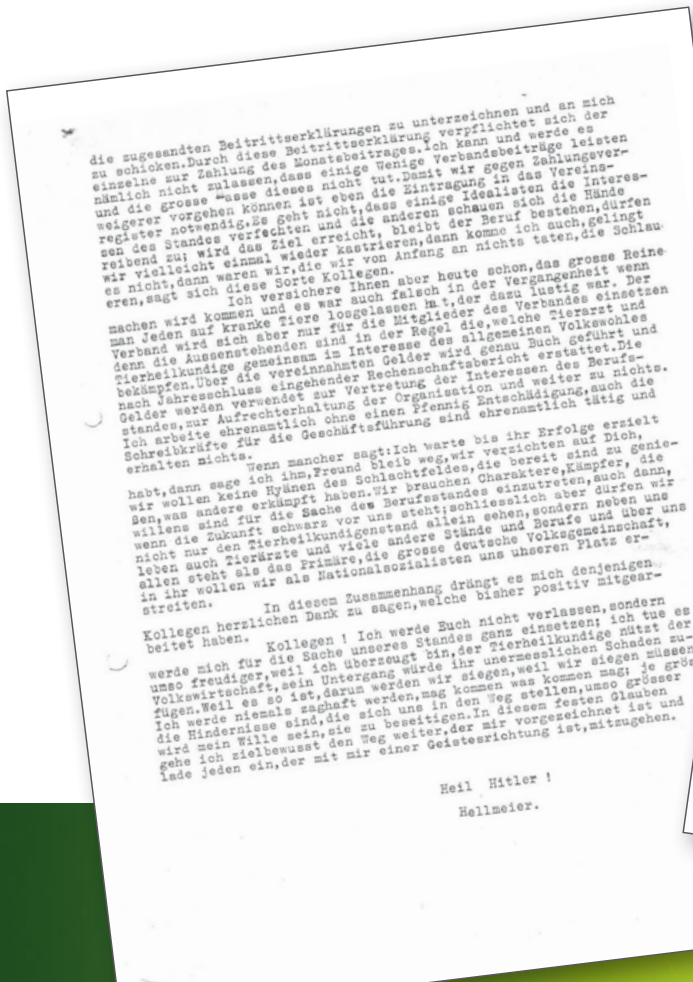 die zugesandten Beitrittserklärungen zu unterzeichnen und an mich
zu schicken.Durch diese Beitrittserklärung verpflichtet sich der
einzelne zur Zahlung des Monatsbeitrages.Ich kann und werde es
nämlich nicht zulassen,dass einige Wenige Verbandsbeiträge leisten
und die grosse Masse dieses nicht tut.Damit wir gegen Zahlungsver-
weigerer vorgehen können ist eben die Eintragung in das Vereins-
register notwendig.Es geht nicht,dass einige Idealisten die Interes-
sen des Standes verfechten und die anderen schauen sich die Hände
reibend zu; wird das Ziel erreicht, bleibt der Beruf bestehen,dürfen
wir vielleicht einmal wieder kastrieren,dann komme ich auch,gelingt
es nicht,dann waren wir,die wir von Anfang an nichts taten,die Schlau-
eren,sagt sich diese Sorte Kollegen.
Ich versichere Ihnen aber heute schon,das grosse Reine-
machen wird kommen und es war auch falsch in der Vergangenheit wenn
man Jeden auf kranke Tiere losgelassen hat,der dazu lustig war. Der
Verband wird sich aber nur für die Mitglieder des Verbandes einsetzen
denn die Aussenstehenden sind in der Regel die,welche Tierarzt und
Tierheilkundige gemeinsam im Interesse des allgemeinen Volkswohles
bekämpfen.Über die vereinnahmten Gelder wird genau Buch geführt und
nach Jahresschluss eingehender Rechenschaftsbericht erstattet.Die
Gelder werden verwendet zur Vertretung der Interessen des Berufs-
standes,zur Aufrechterhaltung der Organisation und weiter zu nichts.
Ich arbeite ehrenamtlich ohne einen Pfennig Entschädigung,auch die
Schreibkräfte für die Geschäftsführung sind ehrenamtlich tätig und
erhalten nichts.
Wenn mancher sagt:Ich warte bis ihr Erfolge erzielt
habt,dann sage ich ihm,Freund bleib weg,wir verzichten auf Dich,
wir wollen keine Hyänen des Schlachtfeldes,die bereit sind zu genie-
ßen,was andere erkämpft haben.Wir brauchen Charaktere,Kämpfer, die
willens sind für die Sache des Berufsstandes einzutreten,auch dann,
wenn die Zukunft schwarz vor uns steht;schliesslich aber dürfen wir
nicht nur den Tierheilkundigenstand allein sehen,sondern neben uns
leben auch Tierärzte und viele andere Stände und Berufe und über uns
allen steht als das Primäre,die grosse deutsche Volksgemeinschaft,
in ihr wollen wir als Nationalsozialisten uns uhseren Platz er-
streiten.
In diesem Zusammenhang drängt es mich denjenigen
Kollegen herzlichen Dank zu sagen,welche bisher positiv mitgear-
beitet haben.
Kollegen ! Ich werde Euch nicht verlassen,sondern
werde mich für die Sache unseres Standes ganz einsetzen; ich tue es
umso freudiger,weil ich überzeugt bin,der Tierheilkundige nützt der
Volkswirtschaft,sein Untergang würde ihr unermesslichen Schaden zu-
fügen.Weil es so ist,darum werden wir siegen,weil wir siegen müssen
Ich werde niemals zaghaft werden,mag kommen was kommen mag; je grös
die Hindernisse sind,die sich uns in den Weg stellen,umso grösser
wird mein Wille sein,sie zu beseitigen.In diesem festen Glauben
gehe ich zielbewusst den Weg weiter,der mir vorgezeichnet ist und
lade jeden ein,der mit mir einer Geistesrichtung ist,mitzugehen.
Heil Hitler !
Hellmeier.